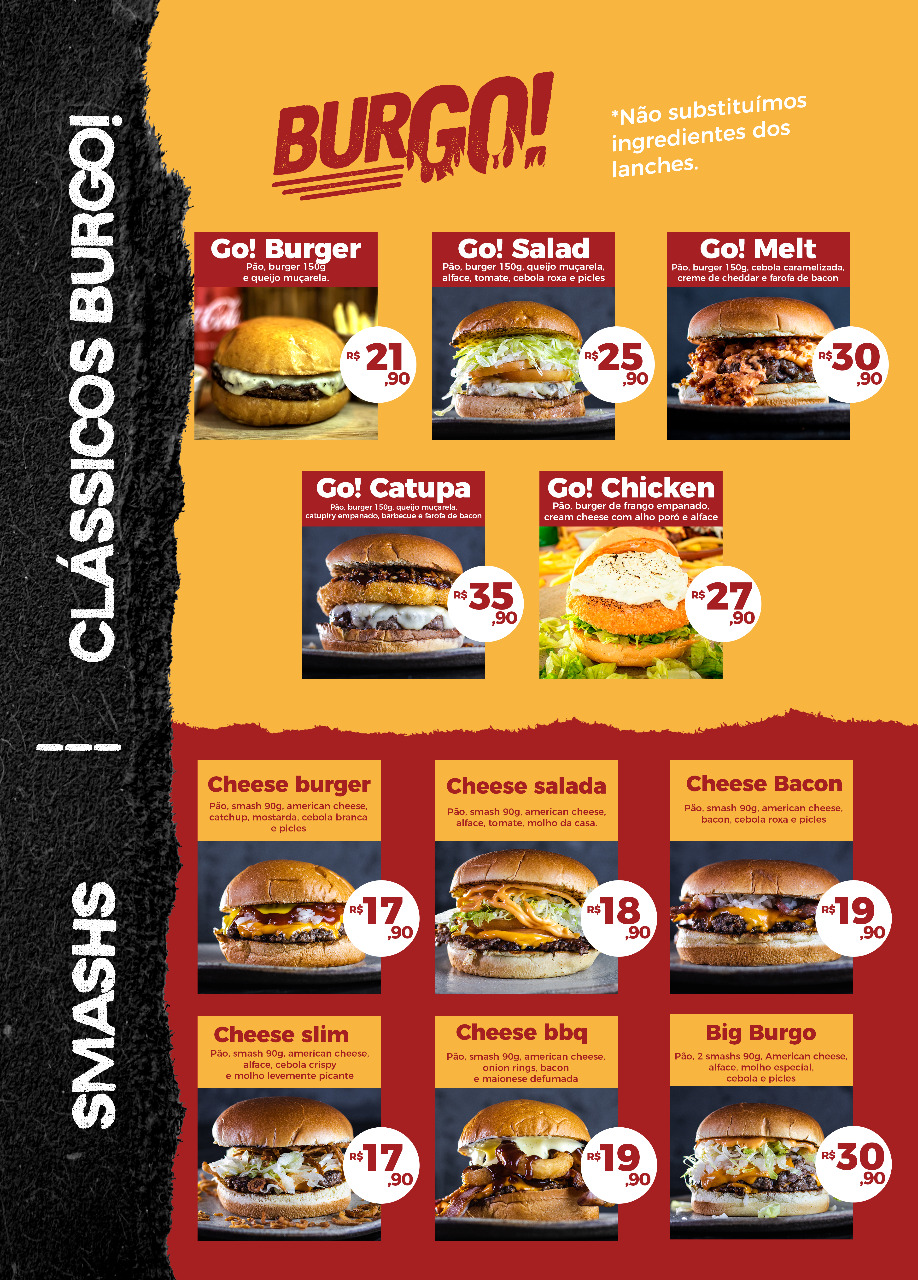 CLÁSSICOS BURGO!
BURGO!
*Não substituímos
ingredientes dos
lanches.
Go! Burger
Pão, burger 150g
e queijo muçarela.
R$ 21
,90
Go! Salad
Pão, burger 150g, queijo muçarela,
alface, tomate, cebola roxa e picles
R$ 25
,90
Go! Melt
Pão, burger 150g, cebola caramelizada,
creme de cheddar e farofa de bacon
R$ 30
,90
Go! Catupa
Pão, burger 150g, queijo muçarela,
catupiry empanado, barbecue e farofa de bacon
R$ 35
,90
Go! Chicken
Pão, burger de frango empanado,
cream cheese com alho poró e alface
R$ 27
,90
SMASHS
Cheese burger
Pão, smash 90g, american cheese,
catchup, mostarda, cebola branca
e picles
R$ 17
,90
Cheese salada
Pão, smash 90g, american cheese,
alface, tomate, molho da casa.
R$ 18
,90
Cheese Bacon
Pão, smash 90g, american cheese,
bacon, cebola roxa e picles
R$ 19
,90
Cheese slim
Pão, smash 90g, american cheese,
alface, cebola crispy
e molho levemente picante
R$ 17
,90
Cheese bbq
Pão, smash 90g, american cheese,
onion rings, bacon
e maionese defumada
R$ 19
,90
Big Burgo
Pão, 2 smashs 90g, American cheese,
alface, molho especial,
cebola e picles
R$ 30
,90